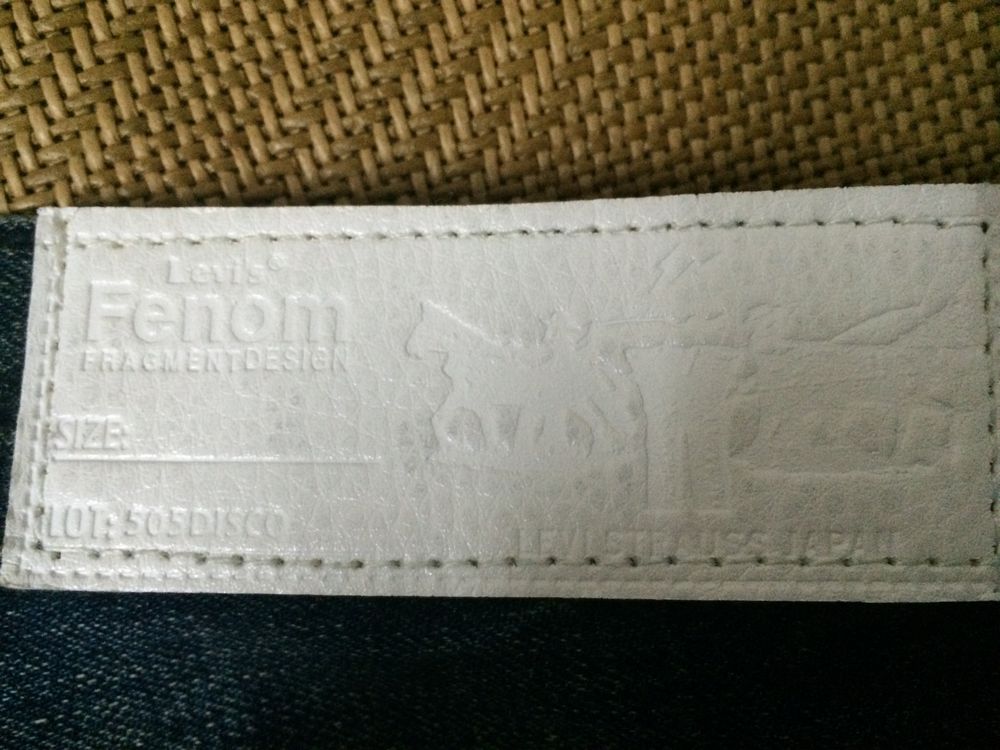 Levi's®
Fenom
FRAGMENTDESIGN
SIZE:
LOT: 505DISCO
LEVI STRAUSS JAPAN